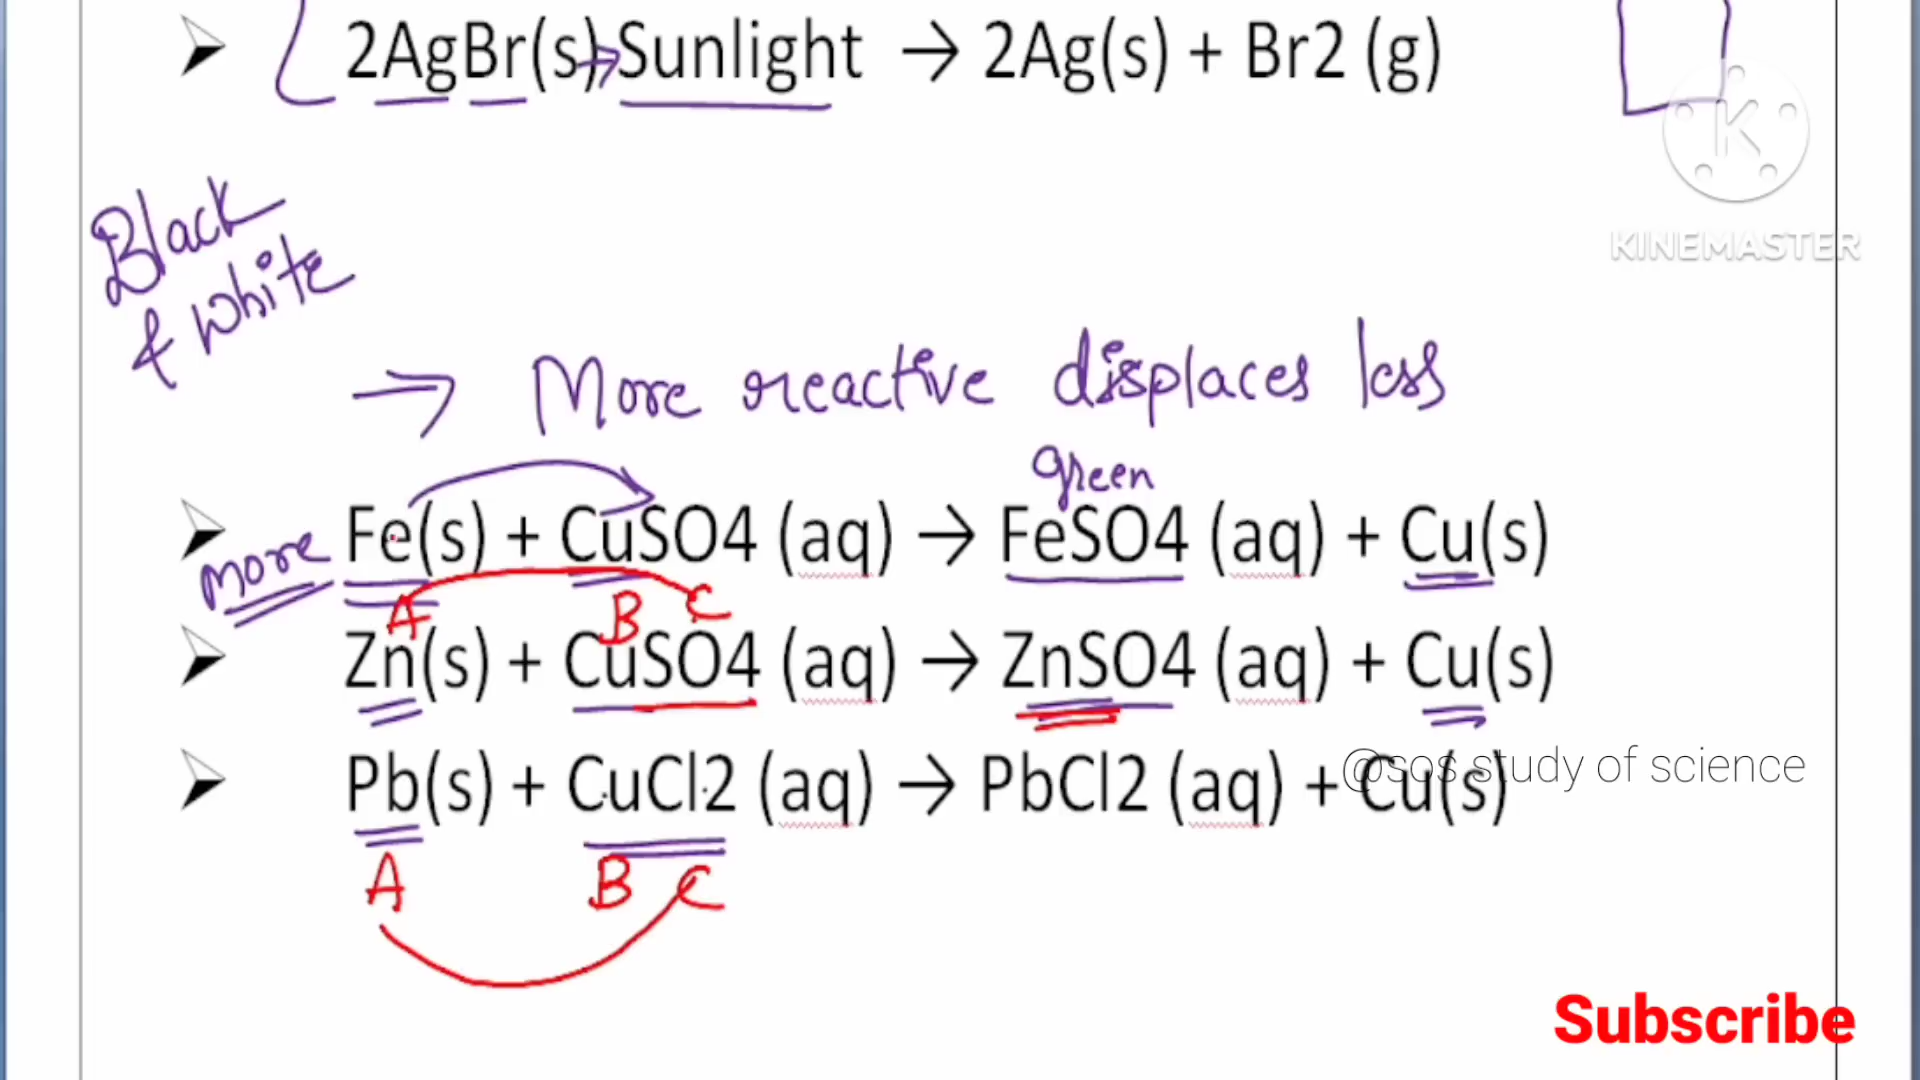 2AgBr(s) Sunlight → 2Ag(s) + Br2 (g)
K
KINEMASTER
Black
& white
→ More reactive displaces less
green
more Fe(s) + CuSO4 (aq) → FeSO4 (aq) + Cu(s)
A B C
Zn(s) + CuSO4 (aq) → ZnSO4 (aq) + Cu(s)
@sos study of science
Pb(s) + CuCl2 (aq) → PbCl2 (aq) + Cu(s)
A B C
Subscribe